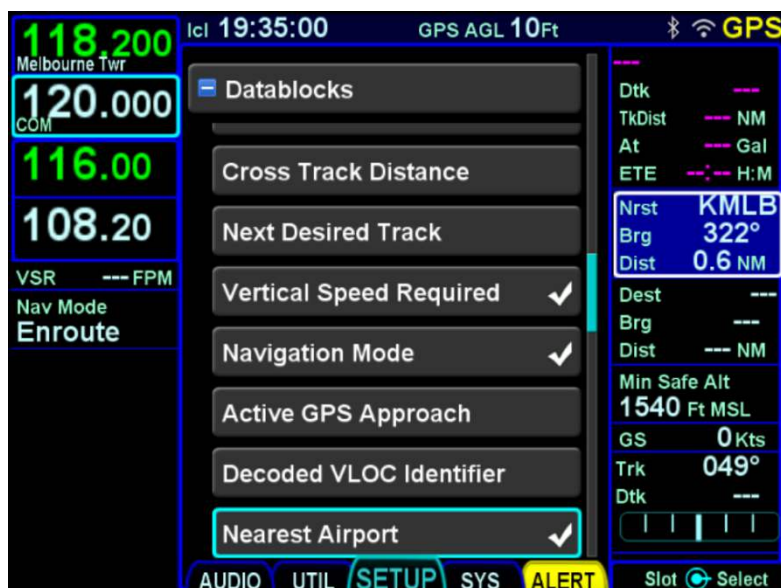 118.200
Melbourne Twr
120.000
COM
116.00
108.20
VSR --- FPM
Nav Mode
Enroute
lcl 19:35:00 GPS AGL 10Ft GPS
Datablocks
Cross Track Distance
Next Desired Track
Vertical Speed Required
Navigation Mode
Active GPS Approach
Decoded VLOC Identifier
Nearest Airport
---
Dtk ---
TkDist --- NM
At --- Gal
ETE --:-- H:M
Nrst KMLB
Brg 322°
Dist 0.6 NM
Dest ---
Brg ---
Dist --- NM
Min Safe Alt
1540 Ft MSL
GS 0 Kts
Trk 049°
Dtk ---
AUDIO UTIL SETUP SYS ALERT
Slot Select